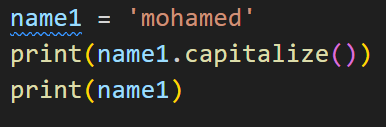 name1 = 'mohamed'
print(name1.capitalize())
print(name1)